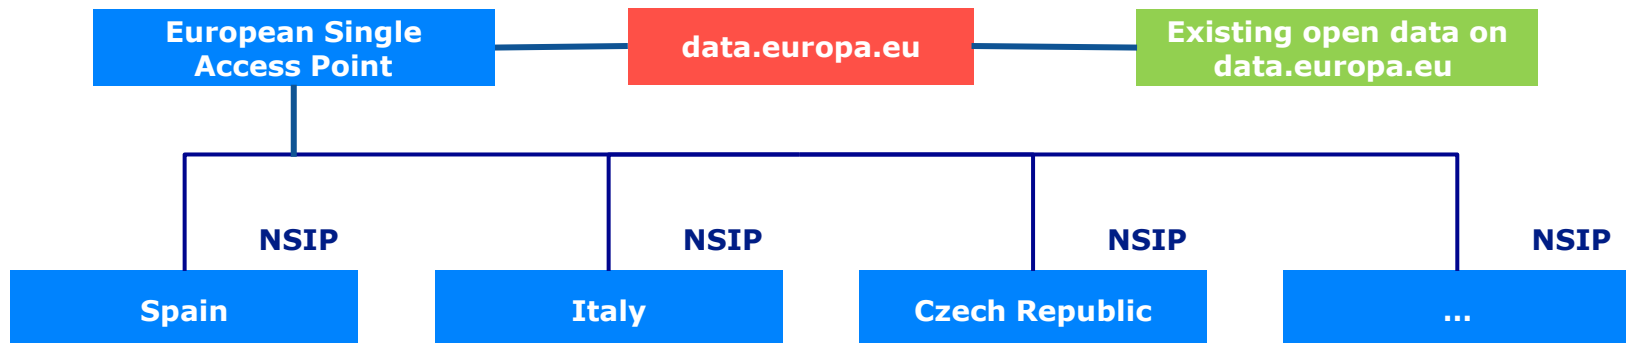 European Single
Access Point
data.europa.eu
Existing open data on
data.europa.eu
NSIP
NSIP
NSIP
NSIP
Spain
Italy
Czech Republic
...